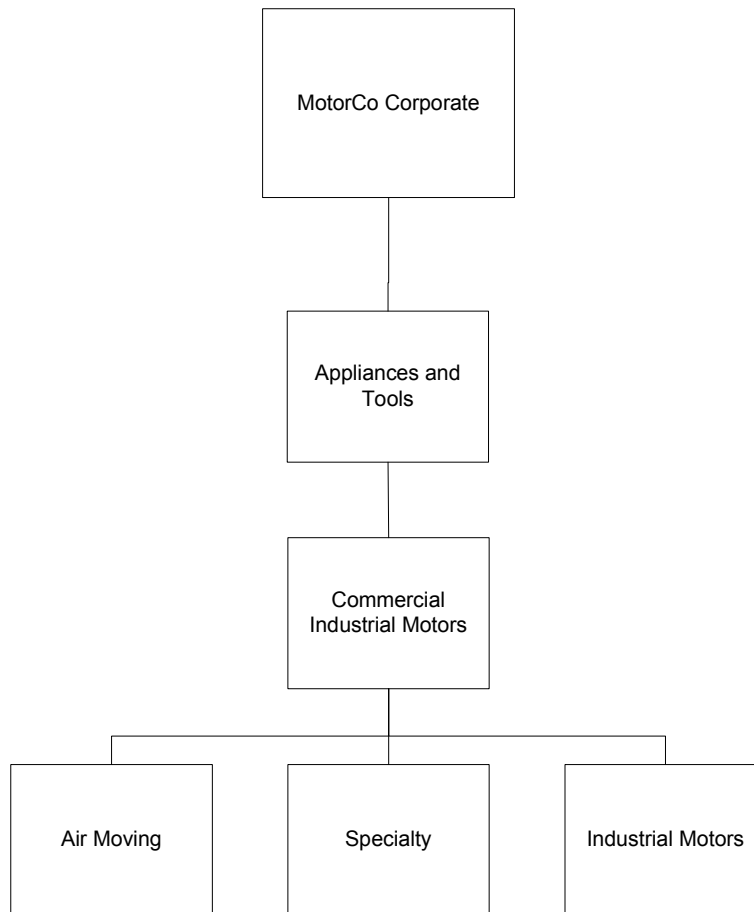 MotorCo Corporate
Appliances and
Tools
Commercial
Industrial Motors
Air Moving
Specialty
Industrial Motors